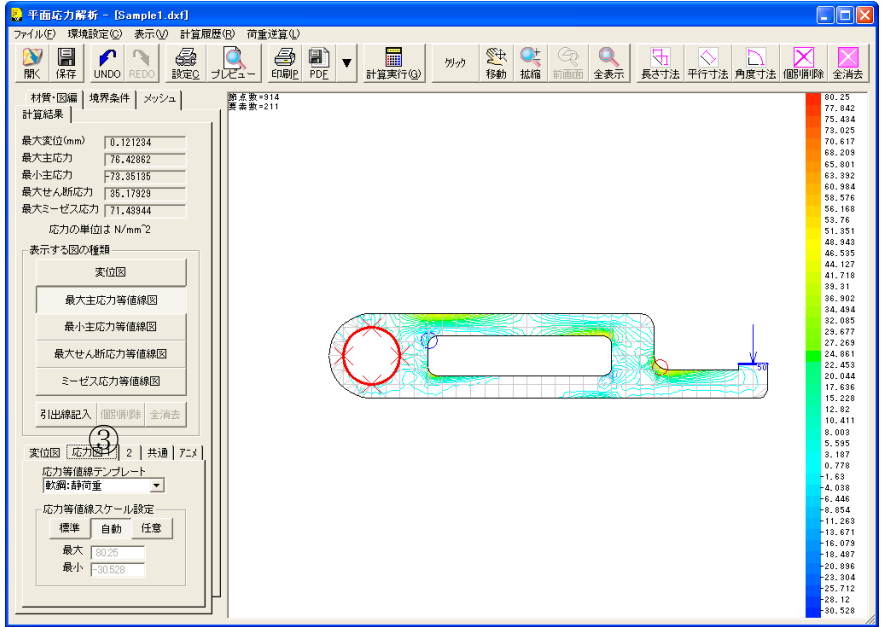 平面応力解析 - [Sample1.dxf]
ファイル(F) 環境設定(C) 表示(V) 計算履歴(R) 荷重逆算(L)
開く 保存 UNDO REDO 設定O プレビュー 印刷P PDF ▼ 計算実行(G) クリック 移動 拡縮 前画面 全表示 長さ寸法 平行寸法 角度寸法 個別削除 全消去
材質・図編 境界条件 メッシュ
計算結果
最大変位(mm) 0.121234
最大主応力 76.42862
最小主応力 -73.35135
最大せん断応力 35.17929
最大ミーゼス応力 71.43944
応力の単位は N/mm^2
表示する図の種類
変位図
最大主応力等値線図
最小主応力等値線図
最大せん断応力等値線図
ミーゼス応力等値線図
引出線記入 個別削除 全消去
③
変位図 応力図1 2 共通 アニメ
応力等値線テンプレート
軟鋼:静荷重
応力等値線スケール設定
標準 自動 任意
最大 80.25
最小 -30.528
節点数=914
要素数=211
50
80.25
77.842
75.434
73.025
70.617
68.209
65.801
63.392
60.984
58.576
56.168
53.76
51.351
48.943
46.535
44.127
41.718
39.31
36.902
34.494
32.085
29.677
27.269
24.861
22.453
20.044
17.636
15.228
12.82
10.411
8.003
5.595
3.187
0.778
-1.63
-4.038
-6.446
-8.854
-11.263
-13.671
-16.079
-18.487
-20.896
-23.304
-25.712
-28.12
-30.528